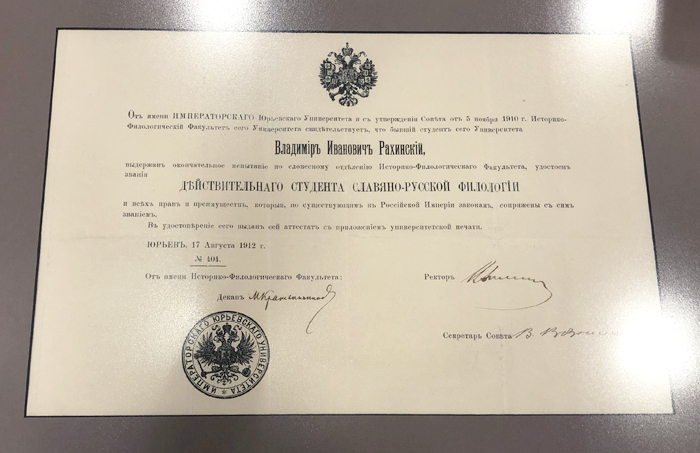 Отъ имени ИМПЕРАТОРСКАГО Юрьевскаго Университета и съ утвержденія Совѣта отъ 5 ноября 1910 г. Историко-
Филологическій Факультетъ сего Университета свидѣтельствуетъ, что бывшій студентъ сего Университета
Владиміръ Ивановичъ Рахинскій,
выдержавъ окончательное испытаніе по словесному отдѣленію Историко-Филологическаго Факультета, удостоенъ
званія
ДѢЙСТВИТЕЛЬНАГО СТУДЕНТА СЛАВЯНО-РУССКОЙ ФИЛОЛОГІИ
и всѣхъ правъ и преимуществъ, которыя, по существующимъ въ Россійской Имперіи законамъ, сопряжены съ симъ
званіемъ.
Въ удостовѣреніе сего выданъ сей аттестатъ съ приложеніемъ университетской печати.
ЮРЬЕВЪ, 17 Августа 1912 г.
№ 404.
Отъ имени Историко-Филологическаго Факультета:
Ректоръ
Деканъ МКрашенинников
Секретарь Совѣта
ИМПЕРАТОРСКАГО ЮРЬЕВСКАГО УНИВЕРСИТЕТА